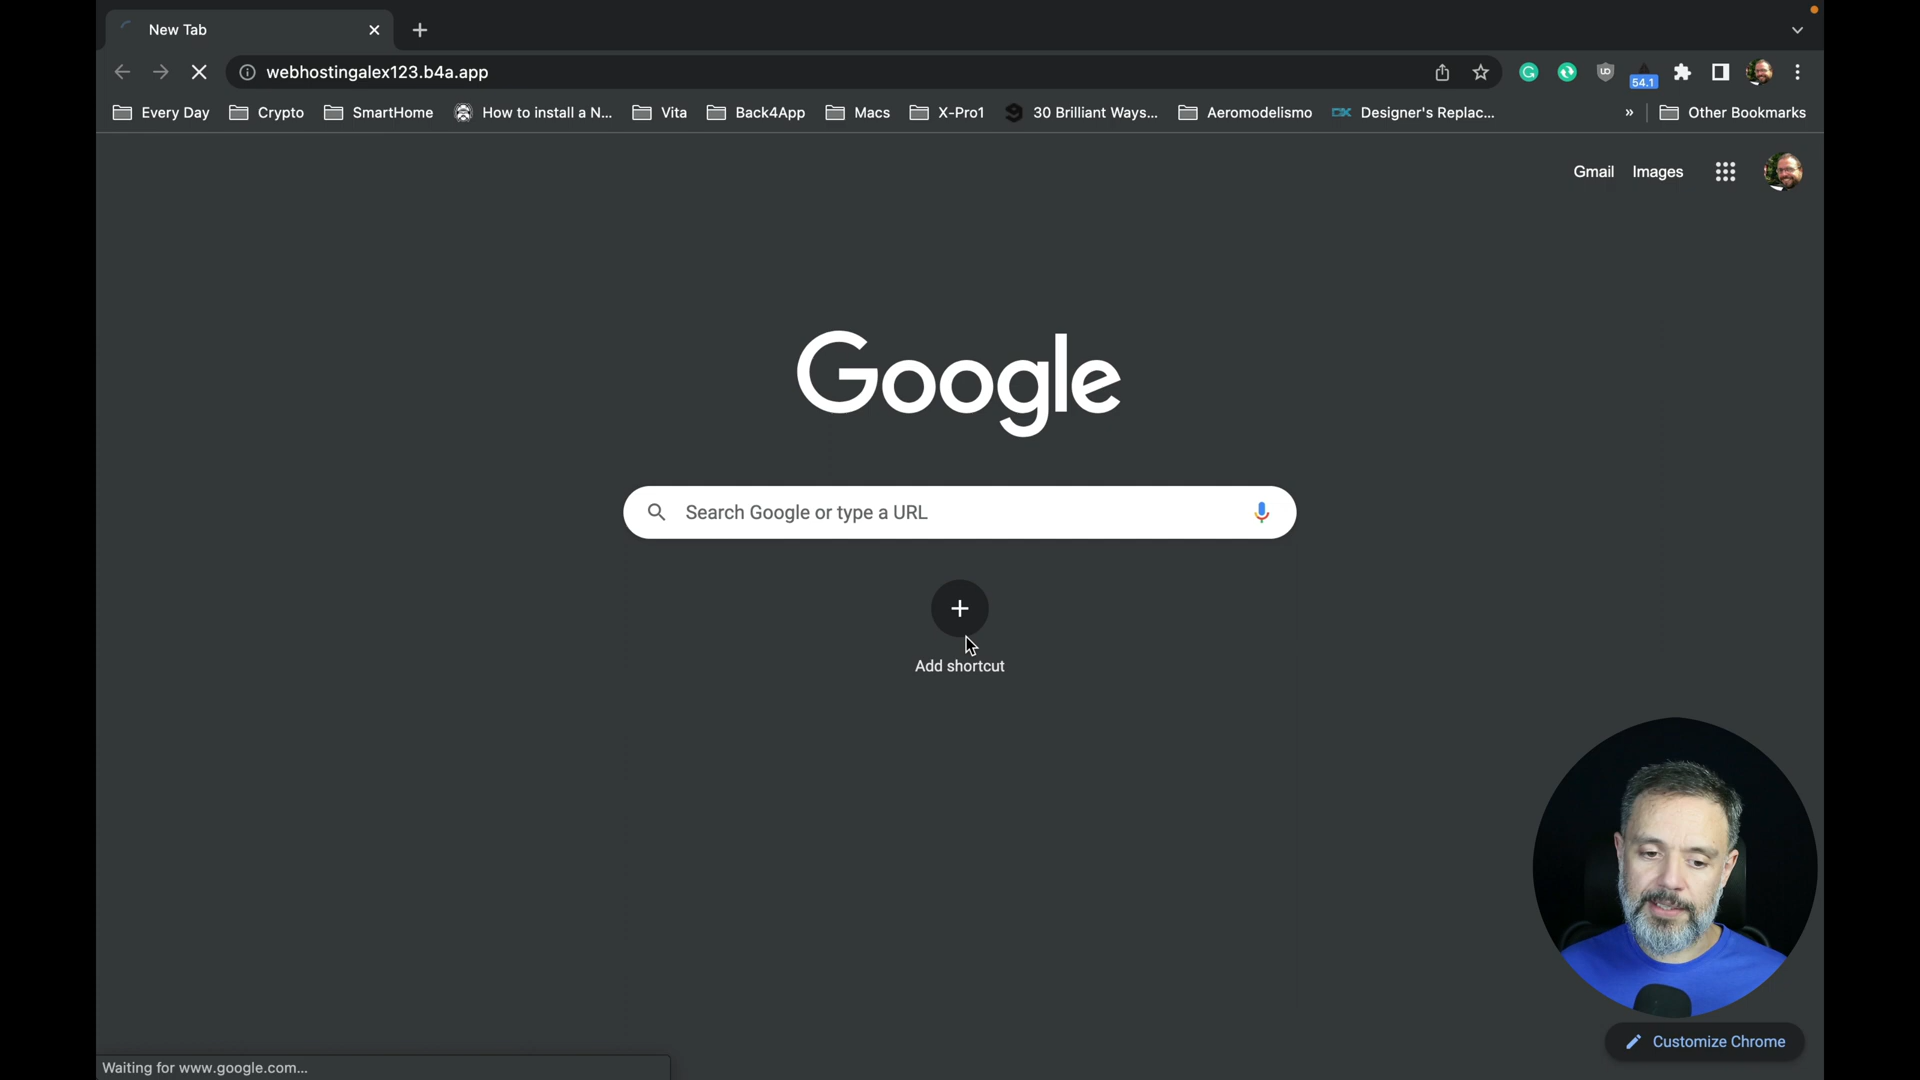 New Tab
webhostingalex123.b4a.app
54.1
Every Day
Crypto
SmartHome
How to install a N...
Vita
Back4App
Macs
X-Pro1
30 Brilliant Ways...
Aeromodelismo
DX
Designer's Replac...
»
Other Bookmarks
Gmail
Images
Google
Search Google or type a URL
Add shortcut
Customize Chrome
Waiting for www.google.com...